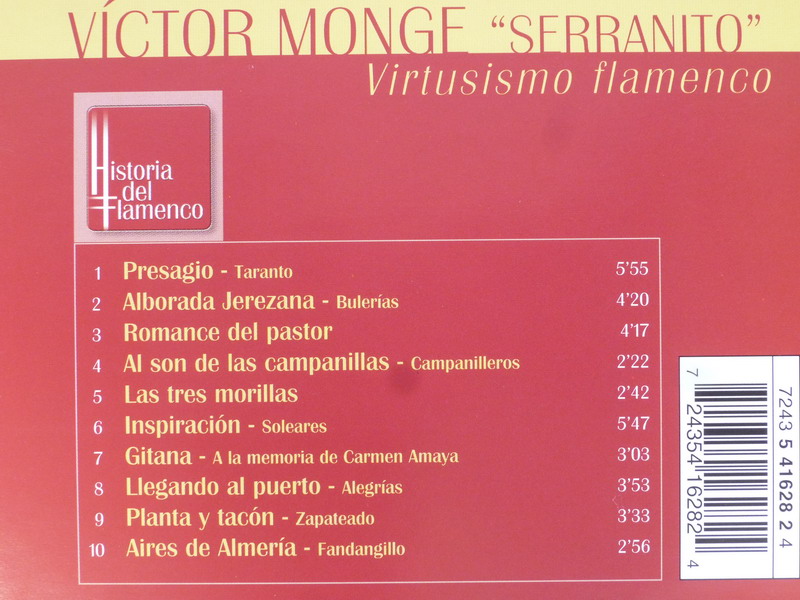 VÍCTOR MONGE “SERRANITO”
Virtusismo flamenco
Historia
del
flamenco
1 Presagio - Taranto 5’55
2 Alborada Jerezana - Bulerías 4’20
3 Romance del pastor 4’17
4 Al son de las campanillas - Campanilleros 2’22
5 Las tres morillas 2’42
6 Inspiración - Soleares 5’47
7 Gitana - A la memoria de Carmen Amaya 3’03
8 Llegando al puerto - Alegrías 3’53
9 Planta y tacón - Zapateado 3’33
10 Aires de Almería - Fandangillo 2’56
7243 5 41628 2 4
7 24354 16282 4